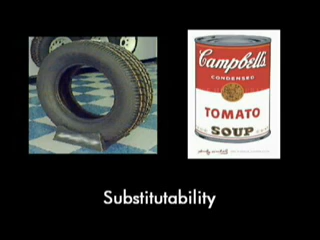 Campbell's
CONDENSED
TOMATO
SOUP
Substitutability